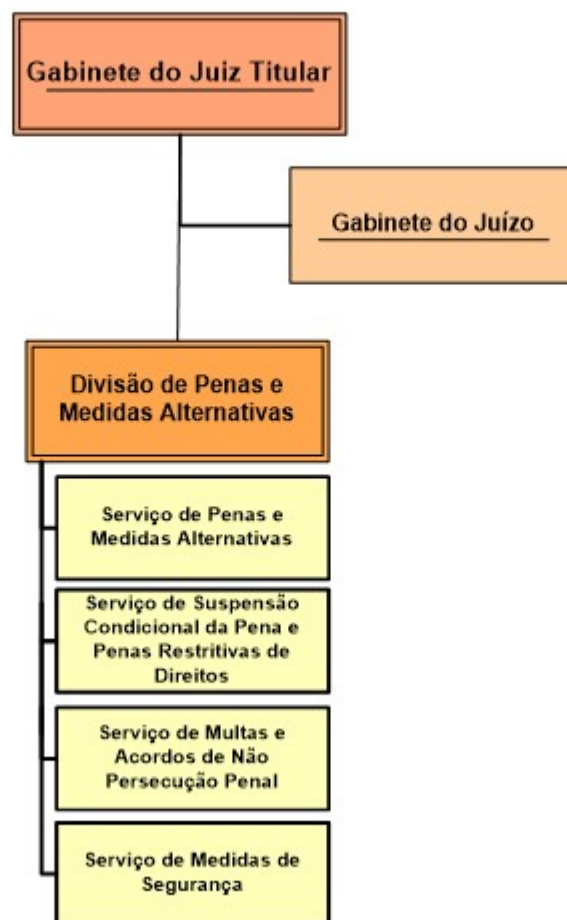 Gabinete do Juiz Titular
Gabinete do Juízo
Divisão de Penas e
Medidas Alternativas
Serviço de Penas e
Medidas Alternativas
Serviço de Suspensão
Condicional da Pena e
Penas Restritivas de
Direitos
Serviço de Multas e
Acordos de Não
Persecução Penal
Serviço de Medidas de
Segurança